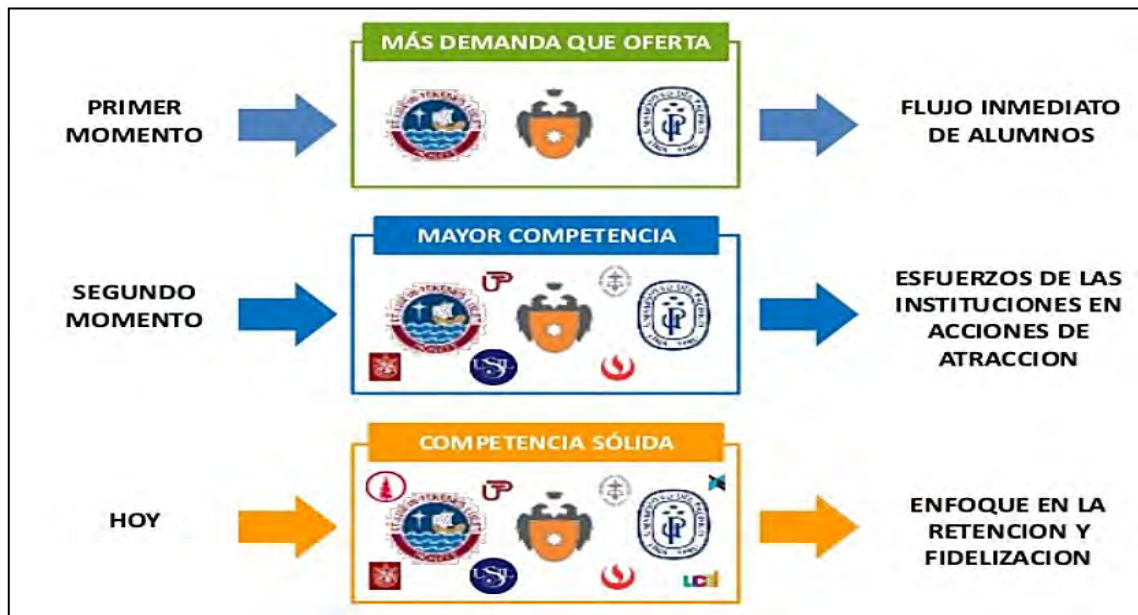 MÁS DEMANDA QUE OFERTA
PRIMER
MOMENTO
FLUJO INMEDIATO
DE ALUMNOS
MAYOR COMPETENCIA
SEGUNDO
MOMENTO
ESFUERZOS DE LAS
INSTITUCIONES EN
ACCIONES DE
ATRACCION
COMPETENCIA SÓLIDA
HOY
ENFOQUE EN LA
RETENCION Y
FIDELIZACION